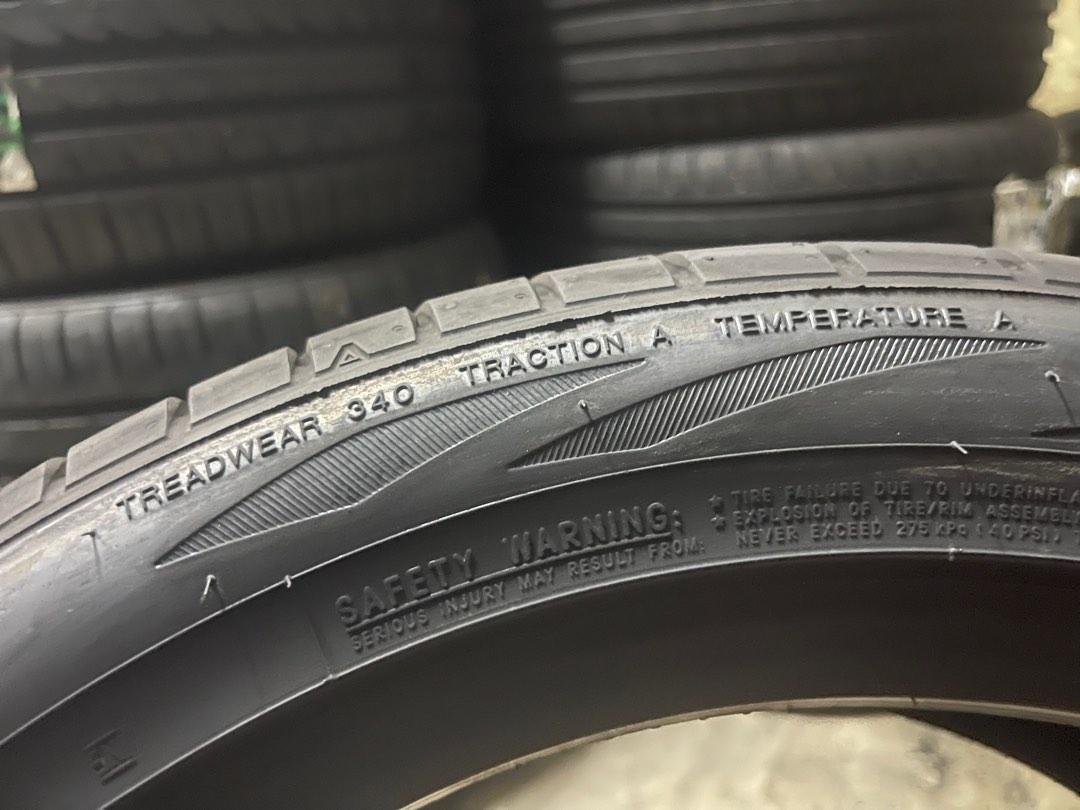 TREADWEAR 340 TRACTION A TEMPERATURE A
SAFETY WARNING:
SERIOUS INJURY MAY RESULT FROM:
* TIRE FAILURE DUE TO UNDERINFLA
* EXPLOSION OF TIRE/RIM ASSEMBLY
NEVER EXCEED 275 KPa (40 PSI)